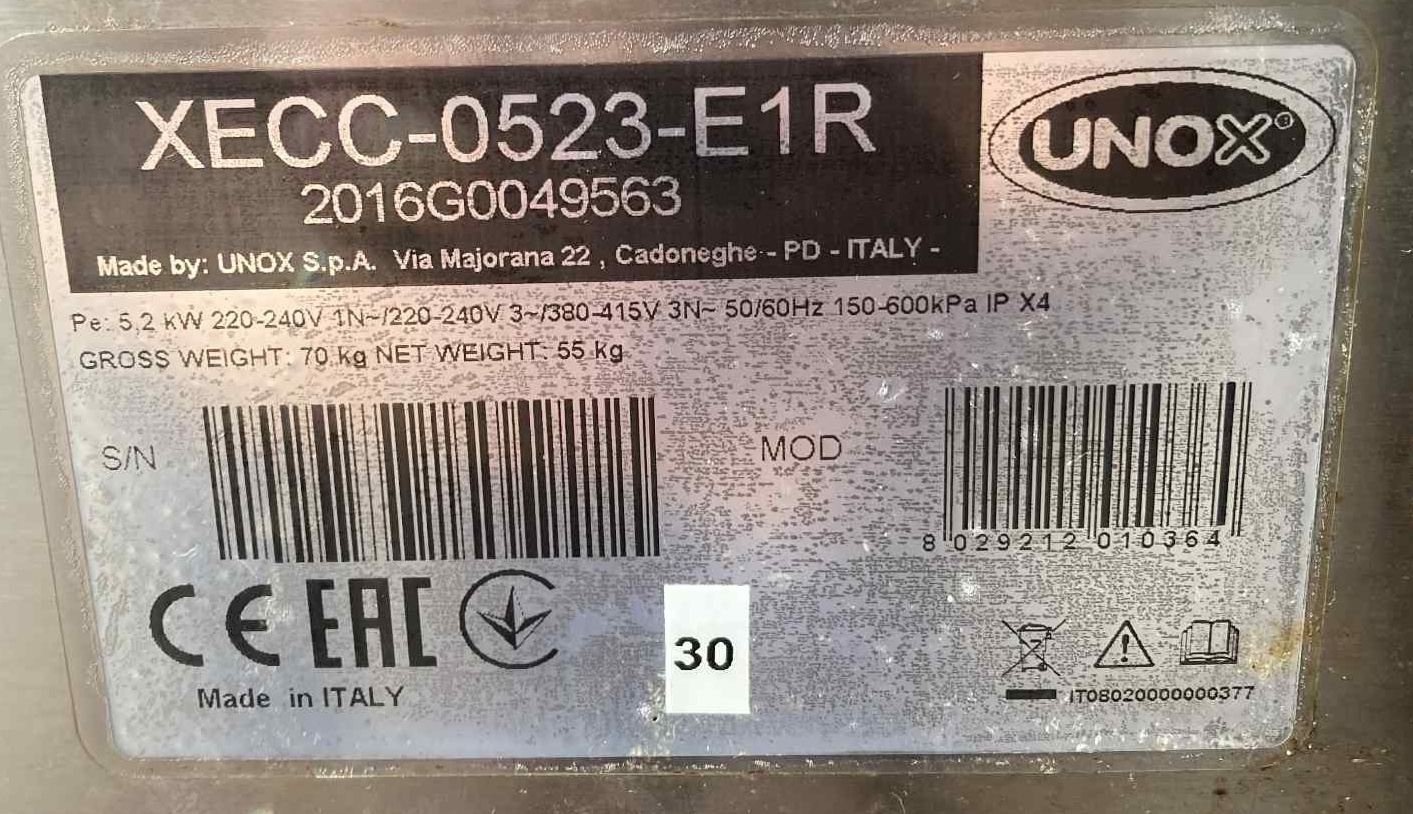 XECC-0523-E1R
UNOX®
2016G0049563
Made by: UNOX S.p.A. Via Majorana 22 , Cadoneghe - PD - ITALY -
Pe: 5,2 kW 220-240V 1N~/220-240V 3~/380-415V 3N~ 50/60Hz 150-600kPa IP X4
GROSS WEIGHT: 70 kg NET WEIGHT: 55 kg
S/N
MOD
8 029212 010364
CE EAC
30
Made in ITALY
IT08020000000377